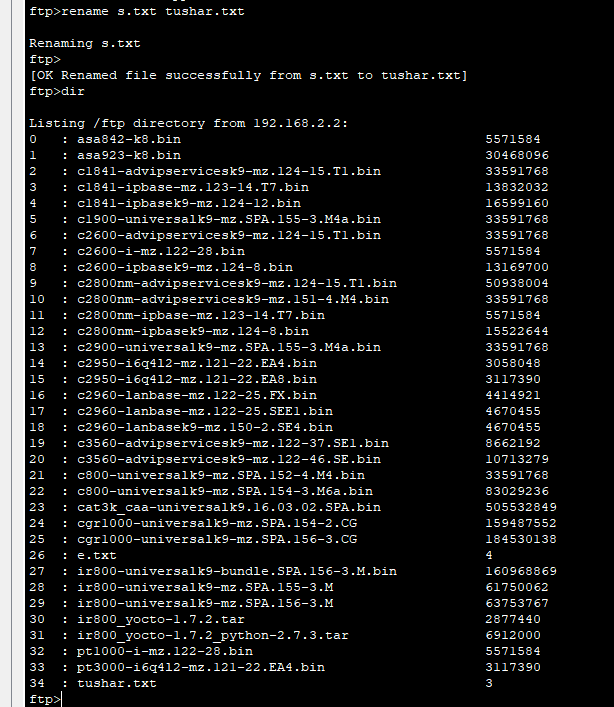 ftp>rename s.txt tushar.txt
Renaming s.txt
ftp>
[OK Renamed file successfully from s.txt to tushar.txt]
ftp>dir
Listing /ftp directory from 192.168.2.2:
0 : asa842-k8.bin 5571584
1 : asa923-k8.bin 30468096
2 : c1841-advipservicesk9-mz.124-15.T1.bin 33591768
3 : c1841-ipbase-mz.123-14.T7.bin 13832032
4 : c1841-ipbasek9-mz.124-12.bin 16599160
5 : c1900-universalk9-mz.SPA.155-3.M4a.bin 33591768
6 : c2600-advipservicesk9-mz.124-15.T1.bin 33591768
7 : c2600-i-mz.122-28.bin 5571584
8 : c2600-ipbasek9-mz.124-8.bin 13169700
9 : c2800nm-advipservicesk9-mz.124-15.T1.bin 50938004
10 : c2800nm-advipservicesk9-mz.151-4.M4.bin 33591768
11 : c2800nm-ipbase-mz.123-14.T7.bin 5571584
12 : c2800nm-ipbasek9-mz.124-8.bin 15522644
13 : c2900-universalk9-mz.SPA.155-3.M4a.bin 33591768
14 : c2950-i6q4l2-mz.121-22.EA4.bin 3058048
15 : c2950-i6q4l2-mz.121-22.EA8.bin 3117390
16 : c2960-lanbase-mz.122-25.FX.bin 4414921
17 : c2960-lanbase-mz.122-25.SEE1.bin 4670455
18 : c2960-lanbasek9-mz.150-2.SE4.bin 4670455
19 : c3560-advipservicesk9-mz.122-37.SE1.bin 8662192
20 : c3560-advipservicesk9-mz.122-46.SE.bin 10713279
21 : c800-universalk9-mz.SPA.152-4.M4.bin 33591768
22 : c800-universalk9-mz.SPA.154-3.M6a.bin 83029236
23 : cat3k_caa-universalk9.16.03.02.SPA.bin 505532849
24 : cgr1000-universalk9-mz.SPA.154-2.CG 159487552
25 : cgr1000-universalk9-mz.SPA.156-3.CG 184530138
26 : e.txt 4
27 : ir800-universalk9-bundle.SPA.156-3.M.bin 160968869
28 : ir800-universalk9-mz.SPA.155-3.M 61750062
29 : ir800-universalk9-mz.SPA.156-3.M 63753767
30 : ir800_yocto-1.7.2.tar 2877440
31 : ir800_yocto-1.7.2_python-2.7.3.tar 6912000
32 : pt1000-i-mz.122-28.bin 5571584
33 : pt3000-i6q4l2-mz.121-22.EA4.bin 3117390
34 : tushar.txt 3
ftp>